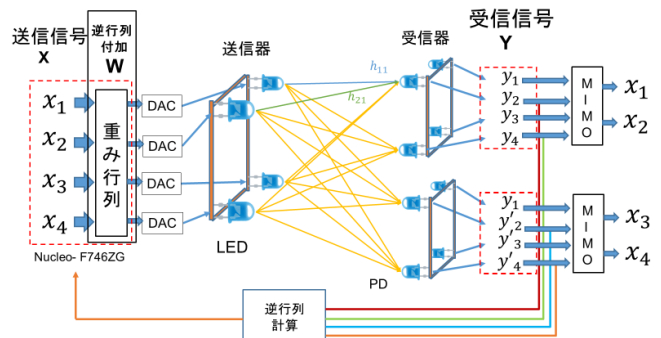 送信信号
X
逆行列
付加
W
x₁
x₂
x₃
x₄
重み行列
Nucleo- F746ZG
DAC
DAC
DAC
DAC
送信器
LED
h₁₁
h₂₁
受信器
PD
受信信号
Y
y₁
y₂
y₃
y₄
y₁
y'₂
y'₃
y'₄
MIMO
MIMO
x₁
x₂
x₃
x₄
逆行列
計算